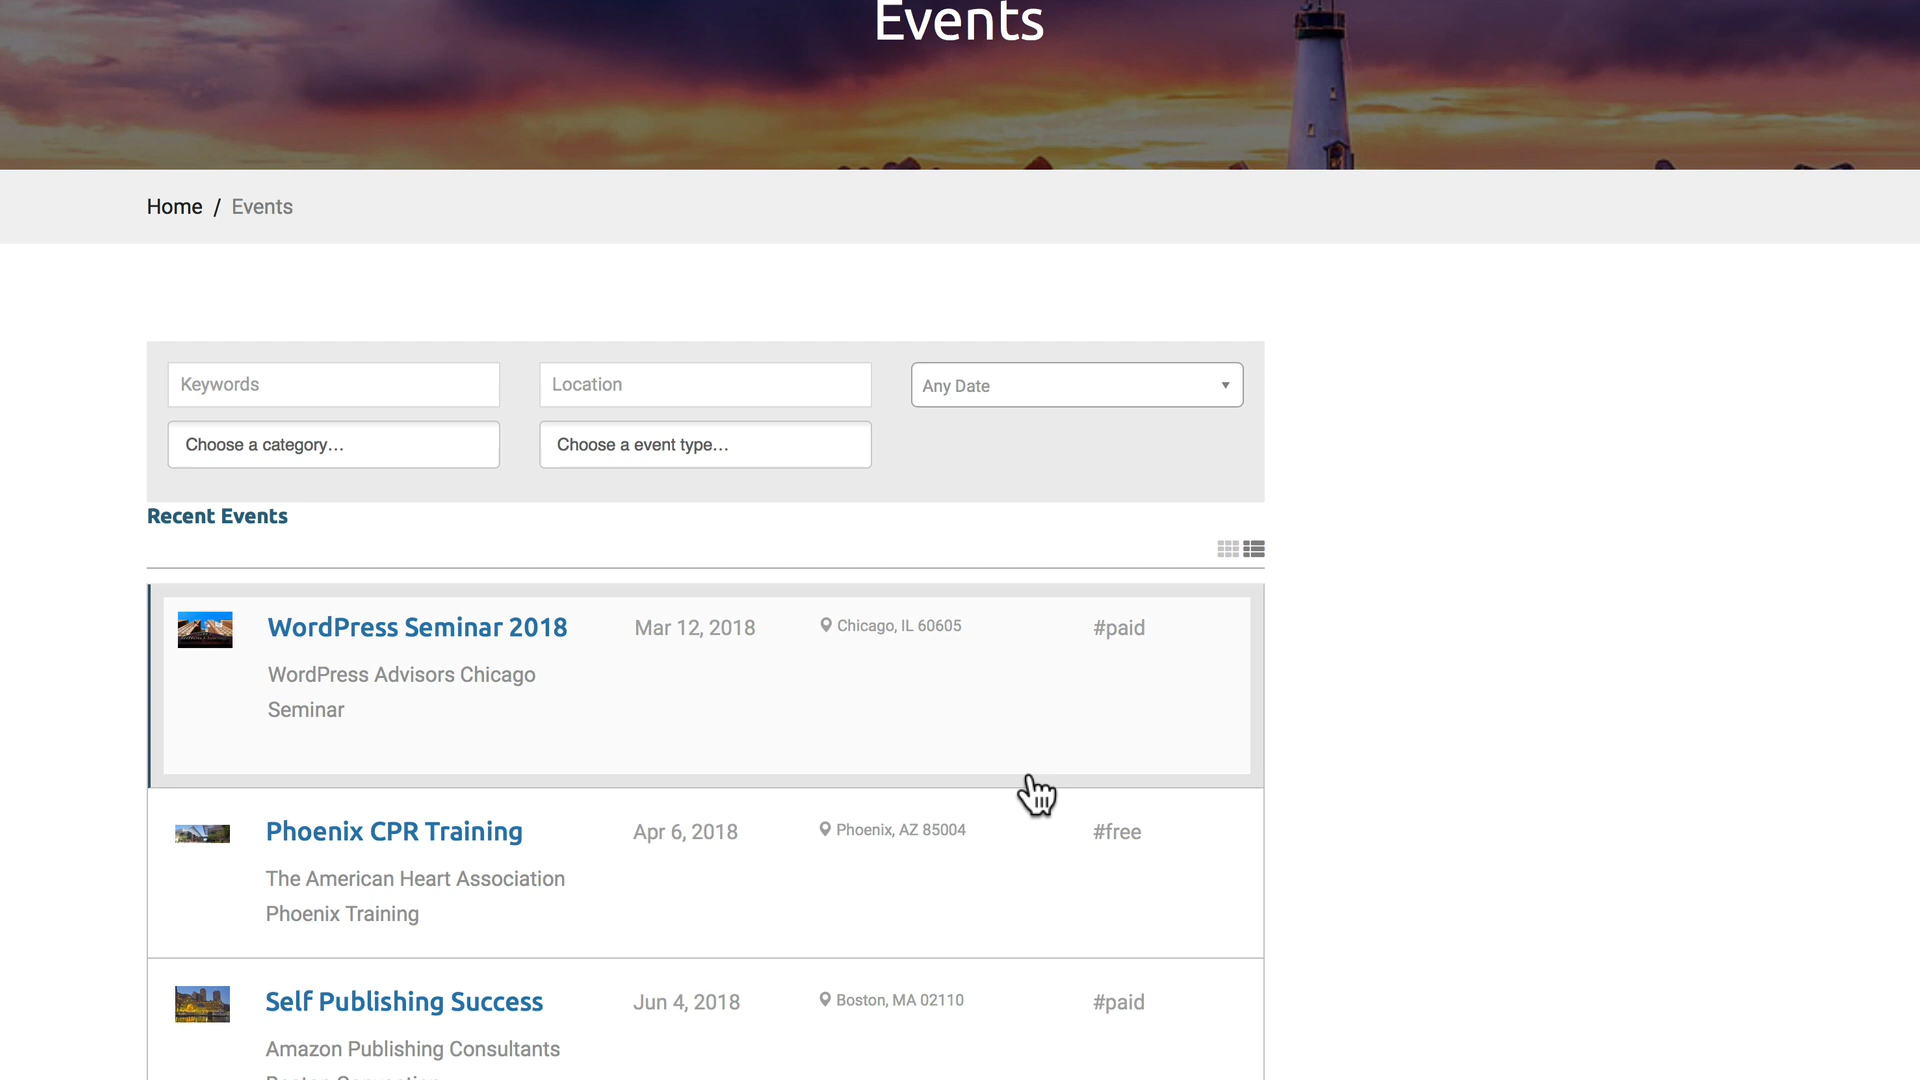 Events
Home / Events
Keywords
Location
Any Date
Choose a category...
Choose a event type...
Recent Events
WordPress Seminar 2018
Mar 12, 2018
Chicago, IL 60605
#paid
WordPress Advisors Chicago
Seminar
Phoenix CPR Training
Apr 6, 2018
Phoenix, AZ 85004
#free
The American Heart Association
Phoenix Training
Self Publishing Success
Jun 4, 2018
Boston, MA 02110
#paid
Amazon Publishing Consultants